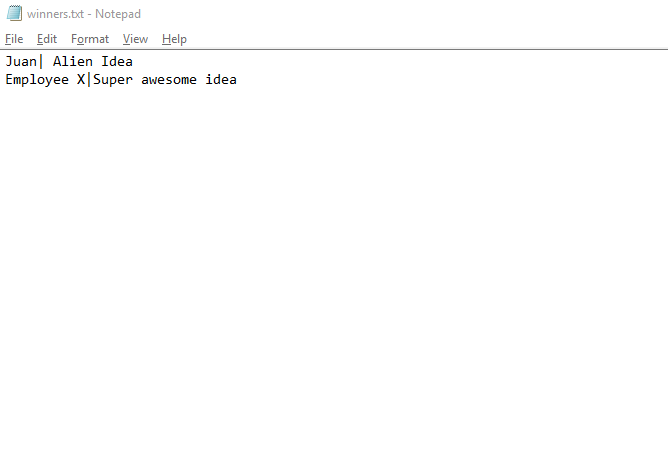 winners.txt - Notepad
File Edit Format View Help
Juan| Alien Idea
Employee X|Super awesome idea